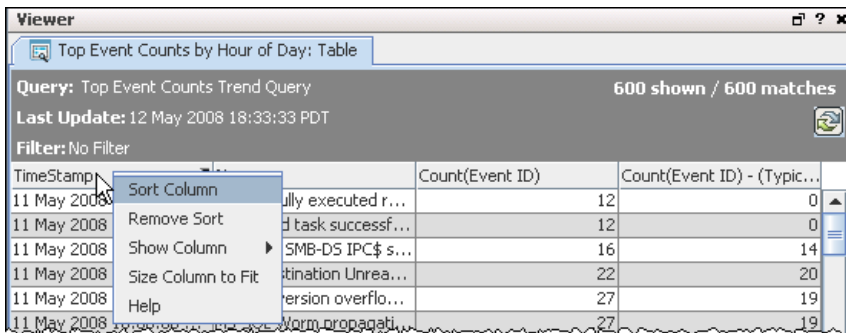 Viewer
Top Event Counts by Hour of Day: Table
Query: Top Event Counts Trend Query 600 shown / 600 matches
Last Update: 12 May 2008 18:33:33 PDT
Filter: No Filter
TimeStamp Count(Event ID) Count(Event ID) - (Typic...
11 May 2008 ully executed r... 12 0
Sort Column
11 May 2008 d task successf... 12 0
Remove Sort
11 May 2008 SMB-DS IPC$ s... 16 14
Show Column
11 May 2008 tination Unrea... 22 20
Size Column to Fit
11 May 2008 version overflo... 27 19
Help
11 May 2008 Worm propagati... 27 19